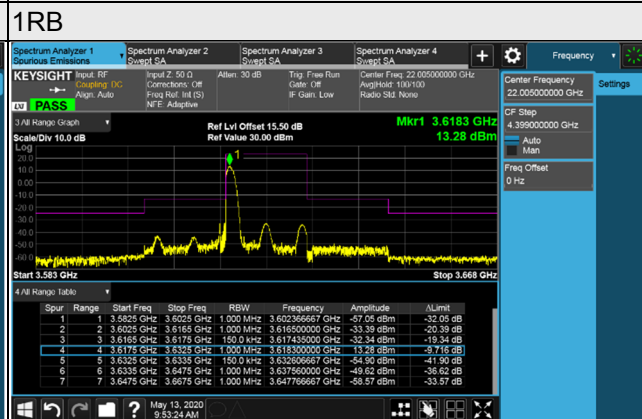 1RB
Spectrum Analyzer 1
Spurious Emissions
Spectrum Analyzer 2
Swept SA
Spectrum Analyzer 3
Swept SA
Spectrum Analyzer 4
Swept SA
+
Frequency
KEYSIGHT
Input: RF
Coupling: DC
Align: Auto
Input Z: 50 Ω
Corrections: Off
Freq Ref: Int (S)
NFE: Adaptive
Atten: 30 dB
Trig: Free Run
Gate: Off
IF Gain: Low
Center Freq: 22.005000000 GHz
Avg|Hold: 100/100
Radio Std: None
LXI
PASS
Center Frequency
22.005000000 GHz
Settings
CF Step
4.399000000 GHz
Auto
Man
Freq Offset
0 Hz
3 All Range Graph
Scale/Div 10.0 dB
Ref Lvl Offset 15.50 dB
Ref Value 30.00 dBm
Mkr1 3.6183 GHz
13.28 dBm
Log
20.0
10.0
0.00
-10.0
-20.0
-30.0
-40.0
-50.0
-60.0
1
Start 3.583 GHz
Stop 3.668 GHz
4 All Range Table
Spur Range Start Freq Stop Freq RBW Frequency Amplitude ΔLimit
1 1 3.5825 GHz 3.6025 GHz 1.000 MHz 3.602366667 GHz -57.05 dBm -32.05 dB
2 2 3.6025 GHz 3.6165 GHz 1.000 MHz 3.616500000 GHz -33.39 dBm -20.39 dB
3 3 3.6165 GHz 3.6175 GHz 150.0 kHz 3.617435000 GHz -32.34 dBm -19.34 dB
4 4 3.6175 GHz 3.6325 GHz 1.000 MHz 3.618300000 GHz 13.28 dBm -9.716 dB
5 5 3.6325 GHz 3.6335 GHz 150.0 kHz 3.632606667 GHz -54.90 dBm -41.90 dB
6 6 3.6335 GHz 3.6475 GHz 1.000 MHz 3.637560000 GHz -49.62 dBm -36.62 dB
7 7 3.6475 GHz 3.6675 GHz 1.000 MHz 3.647766667 GHz -58.57 dBm -33.57 dB
?
May 13, 2020
9:53:24 AM